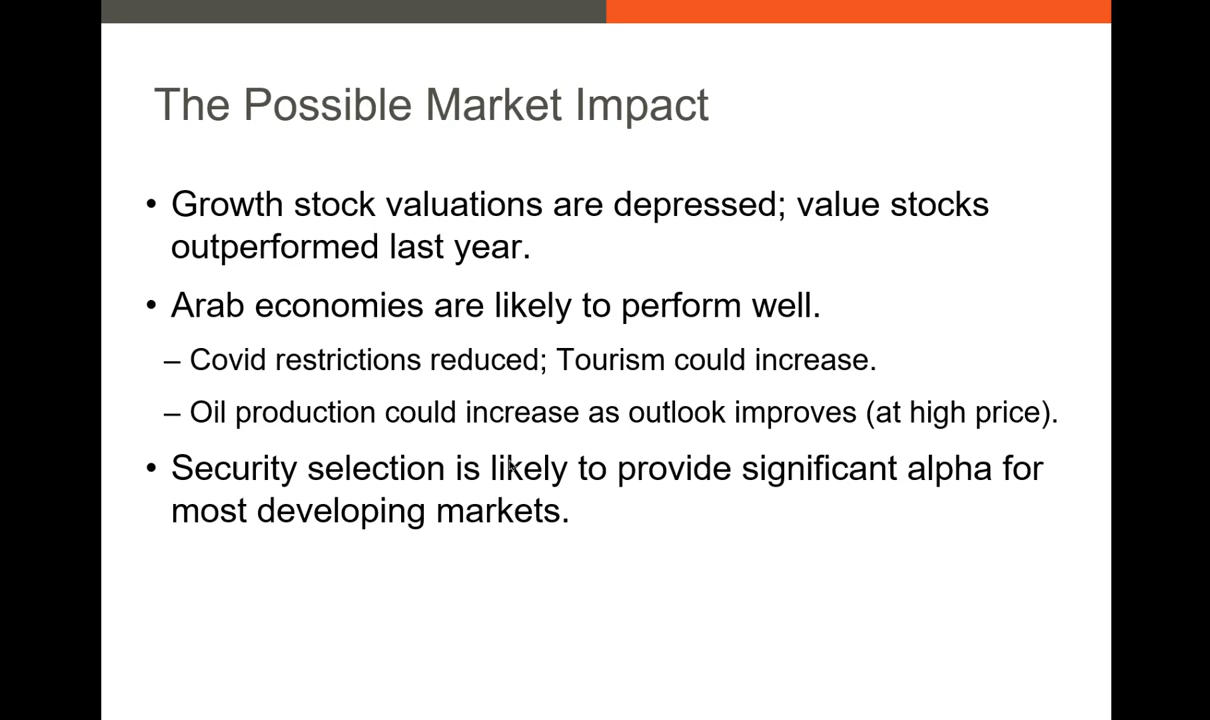 The Possible Market Impact
• Growth stock valuations are depressed; value stocks
outperformed last year.
• Arab economies are likely to perform well.
– Covid restrictions reduced; Tourism could increase.
– Oil production could increase as outlook improves (at high price).
• Security selection is likely to provide significant alpha for
most developing markets.